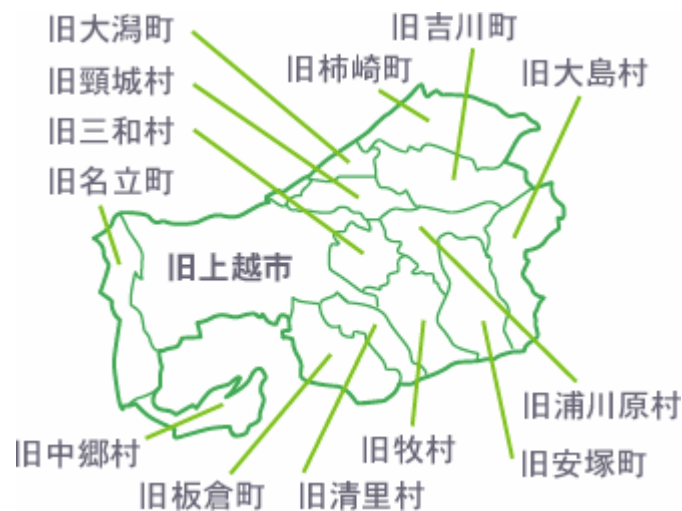 旧大潟町
旧吉川町
旧頸城村
旧柿崎町
旧大島村
旧三和村
旧名立町
旧上越市
旧浦川原村
旧中郷村
旧牧村
旧安塚町
旧板倉町
旧清里村